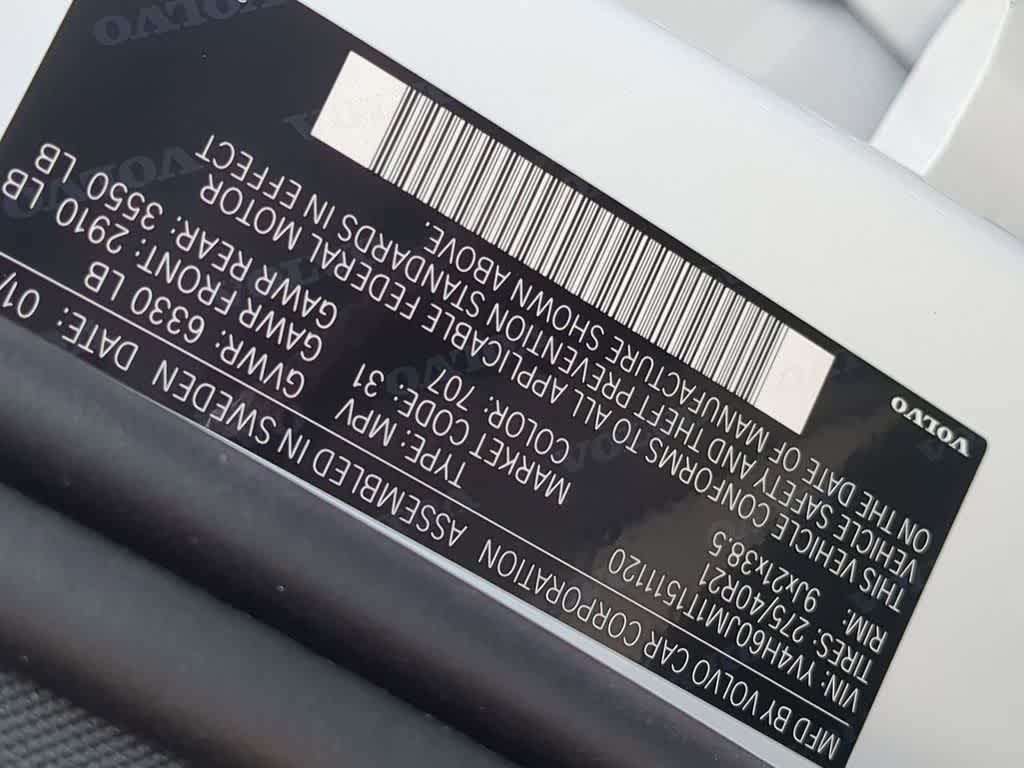 MFD BY VOLVO CAR CORPORATION ASSEMBLED IN SWEDEN DATE: 01/
VIN: YV4H60JM1T1511120 TYPE: MPV GVWR: 6330 LB
TIRES: 275/40R21 MARKET CODE: 31 GAWR FRONT: 2910 LB
RIM: 9Jx21x38.5 COLOR: 707 GAWR REAR: 3550 LB
THIS VEHICLE CONFORMS TO ALL APPLICABLE FEDERAL MOTOR
VEHICLE SAFETY AND THEFT PREVENTION STANDARDS IN EFFECT
ON THE DATE OF MANUFACTURE SHOWN ABOVE.
VOLVO